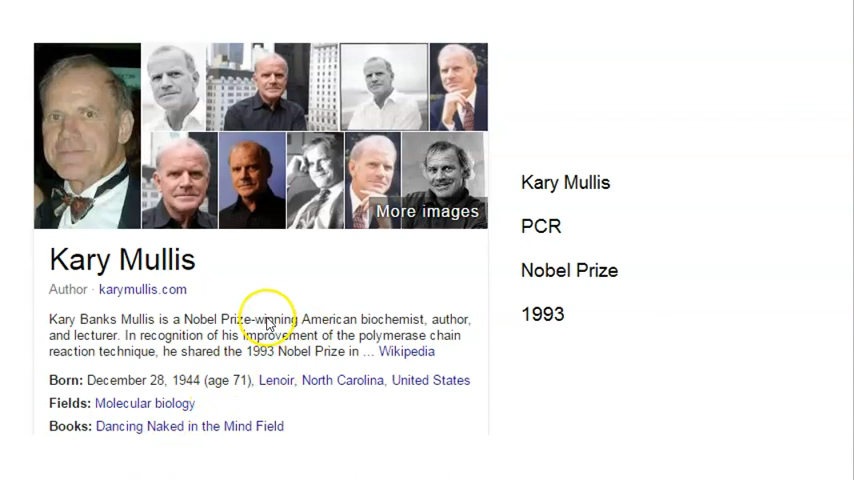 More images
Kary Mullis
Author · karymullis.com
Kary Banks Mullis is a Nobel Prize-winning American biochemist, author,
and lecturer. In recognition of his improvement of the polymerase chain
reaction technique, he shared the 1993 Nobel Prize in ... Wikipedia
Born: December 28, 1944 (age 71), Lenoir, North Carolina, United States
Fields: Molecular biology
Books: Dancing Naked in the Mind Field
Kary Mullis
PCR
Nobel Prize
1993